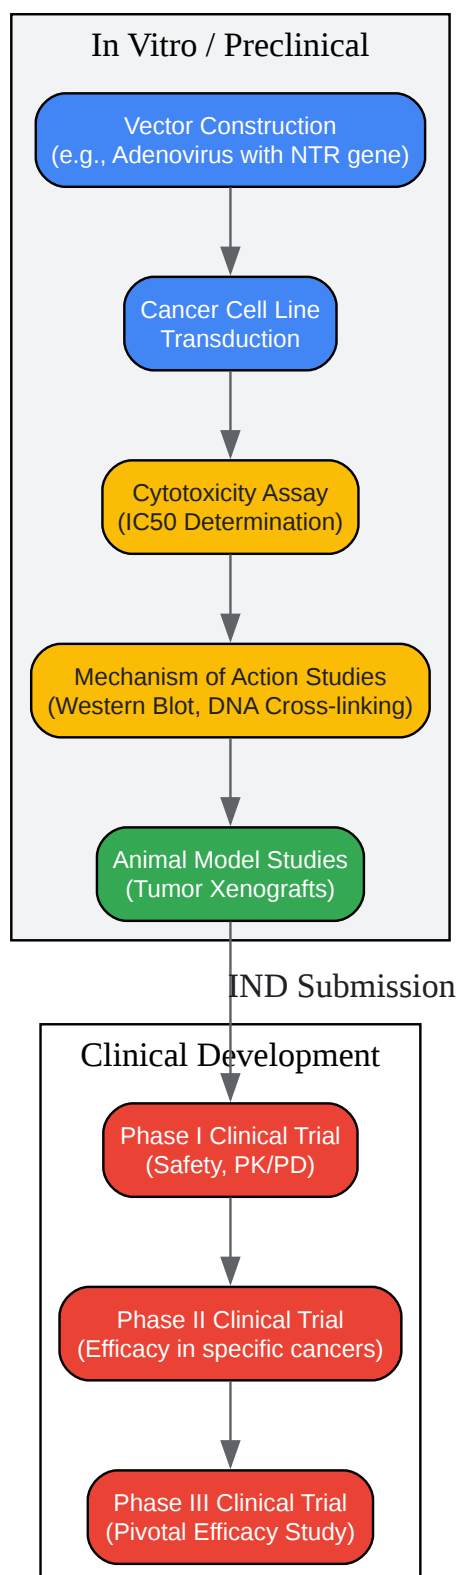 In Vitro / Preclinical
Vector Construction
(e.g., Adenovirus with NTR gene)
Cancer Cell Line
Transduction
Cytotoxicity Assay
(IC50 Determination)
Mechanism of Action Studies
(Western Blot, DNA Cross-linking)
Animal Model Studies
(Tumor Xenografts)
IND Submission
Clinical Development
Phase I Clinical Trial
(Safety, PK/PD)
Phase II Clinical Trial
(Efficacy in specific cancers)
Phase III Clinical Trial
(Pivotal Efficacy Study)